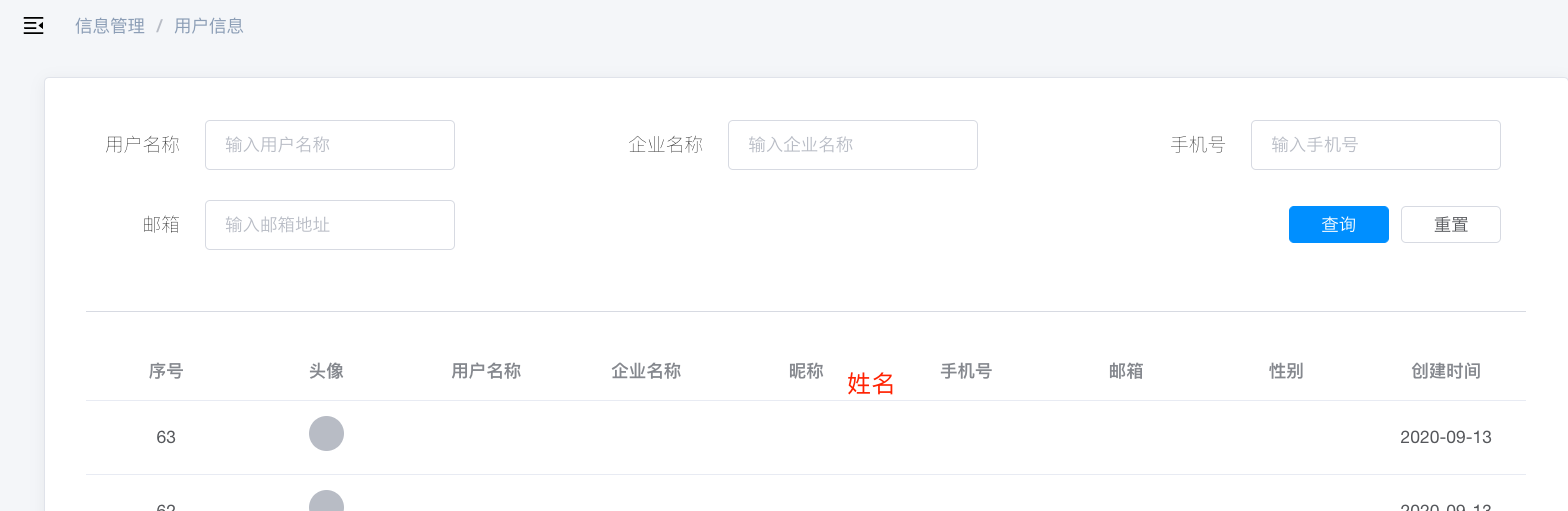 信息管理 / 用户信息
用户名称 输入用户名称 企业名称 输入企业名称 手机号 输入手机号
邮箱 输入邮箱地址 查询 重置
序号 头像 用户名称 企业名称 昵称 姓名 手机号 邮箱 性别 创建时间
63 2020-09-13
62 2020-09-13